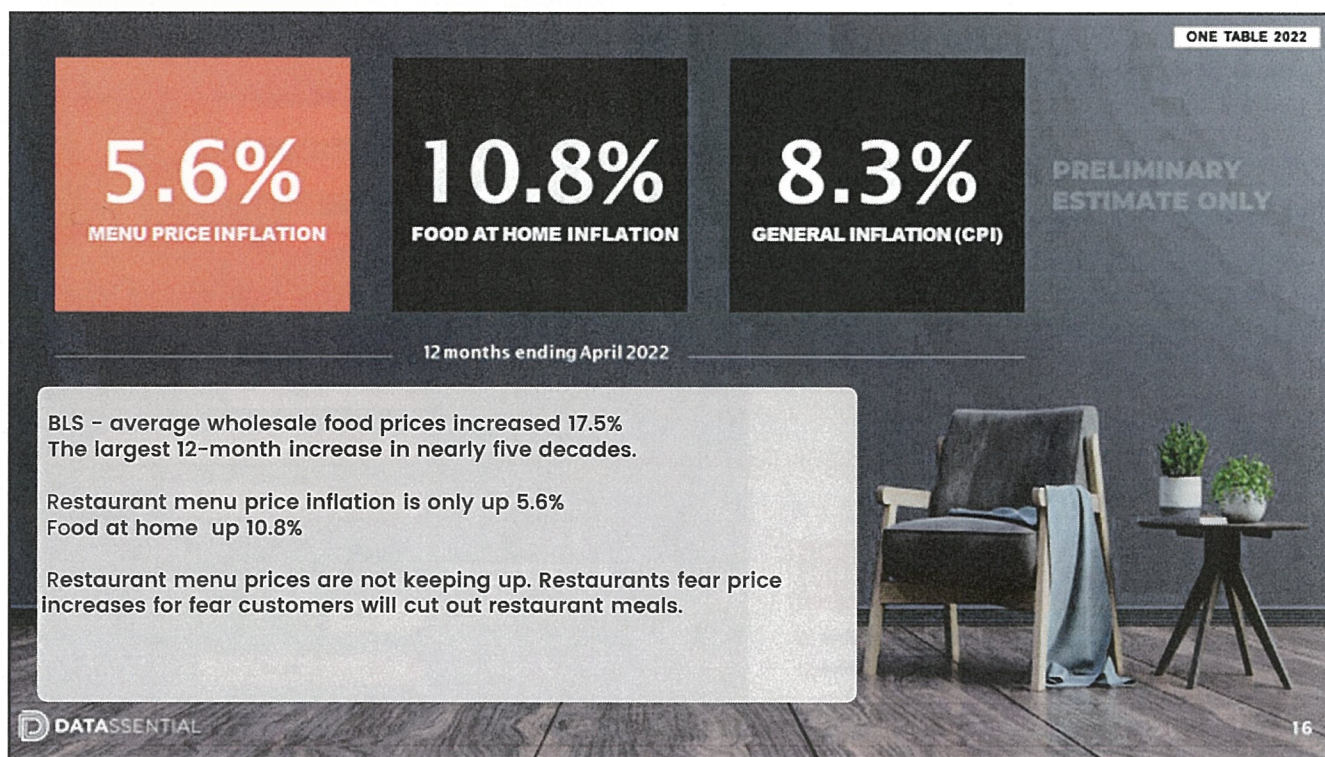 ONE TABLE 2022
5.6%
MENU PRICE INFLATION
10.8%
FOOD AT HOME INFLATION
8.3%
GENERAL INFLATION (CPI)
PRELIMINARY
ESTIMATE ONLY
12 months ending April 2022
BLS - average wholesale food prices increased 17.5%
The largest 12-month increase in nearly five decades.
Restaurant menu price inflation is only up 5.6%
Food at home up 10.8%
Restaurant menu prices are not keeping up. Restaurants fear price
increases for fear customers will cut out restaurant meals.
DATASSENTIAL
16